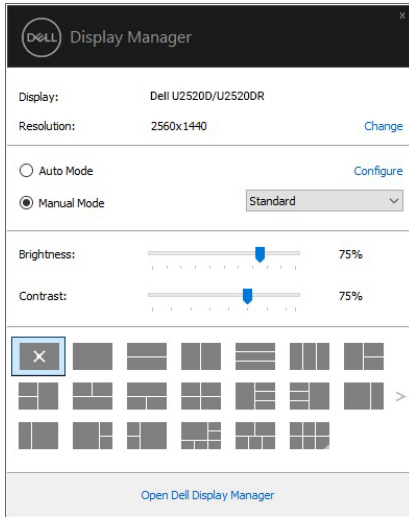 x
DELL Display Manager
Display: Dell U2520D/U2520DR
Resolution: 2560x1440 Change
Auto Mode Configure
Manual Mode Standard
Brightness: 75%
Contrast: 75%
Open Dell Display Manager